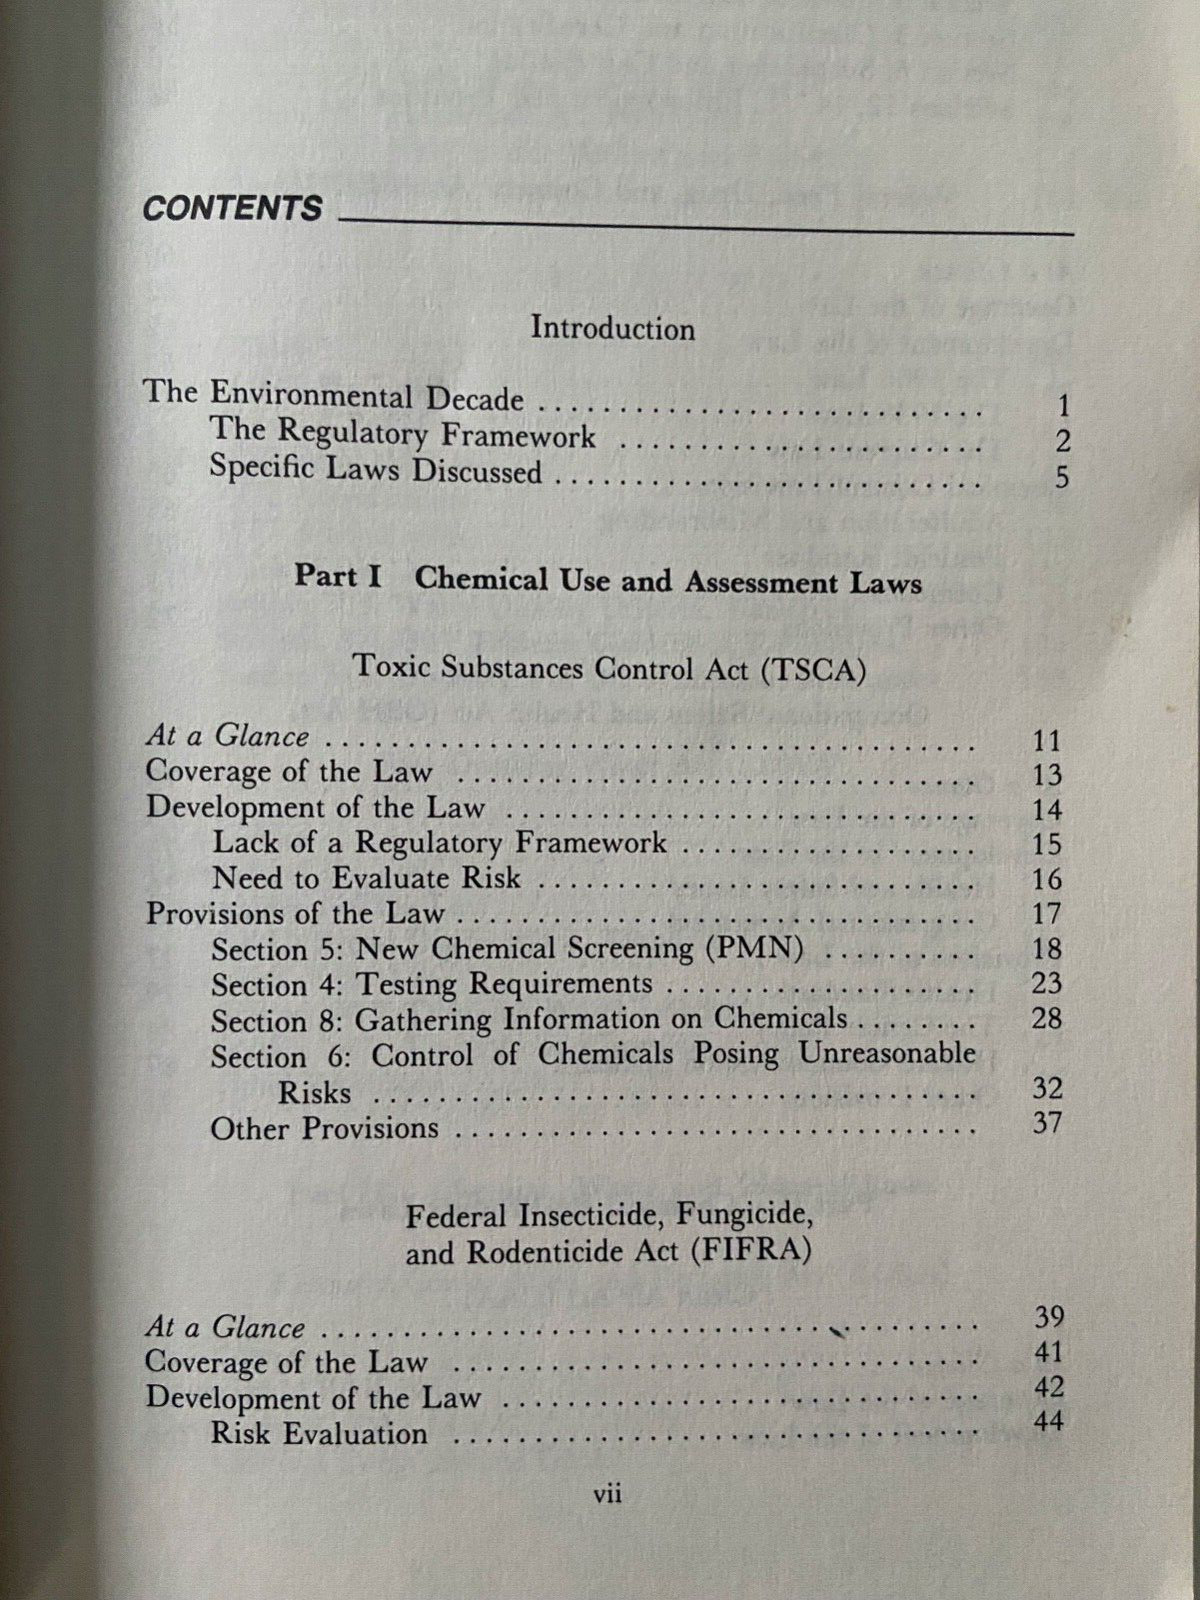 CONTENTS
Introduction
The Environmental Decade ............................ 1
The Regulatory Framework ....................... 2
Specific Laws Discussed ........................... 5
Part I Chemical Use and Assessment Laws
Toxic Substances Control Act (TSCA)
At a Glance ........................................ 11
Coverage of the Law ................................ 13
Development of the Law ............................. 14
Lack of a Regulatory Framework ................... 15
Need to Evaluate Risk ........................... 16
Provisions of the Law ................................ 17
Section 5: New Chemical Screening (PMN) .......... 18
Section 4: Testing Requirements .................... 23
Section 8: Gathering Information on Chemicals ........ 28
Section 6: Control of Chemicals Posing Unreasonable
Risks ...................................... 32
Other Provisions ................................. 37
Federal Insecticide, Fungicide,
and Rodenticide Act (FIFRA)
At a Glance ......................................... 39
Coverage of the Law ................................. 41
Development of the Law .............................. 42
Risk Evaluation ................................. 44
vii